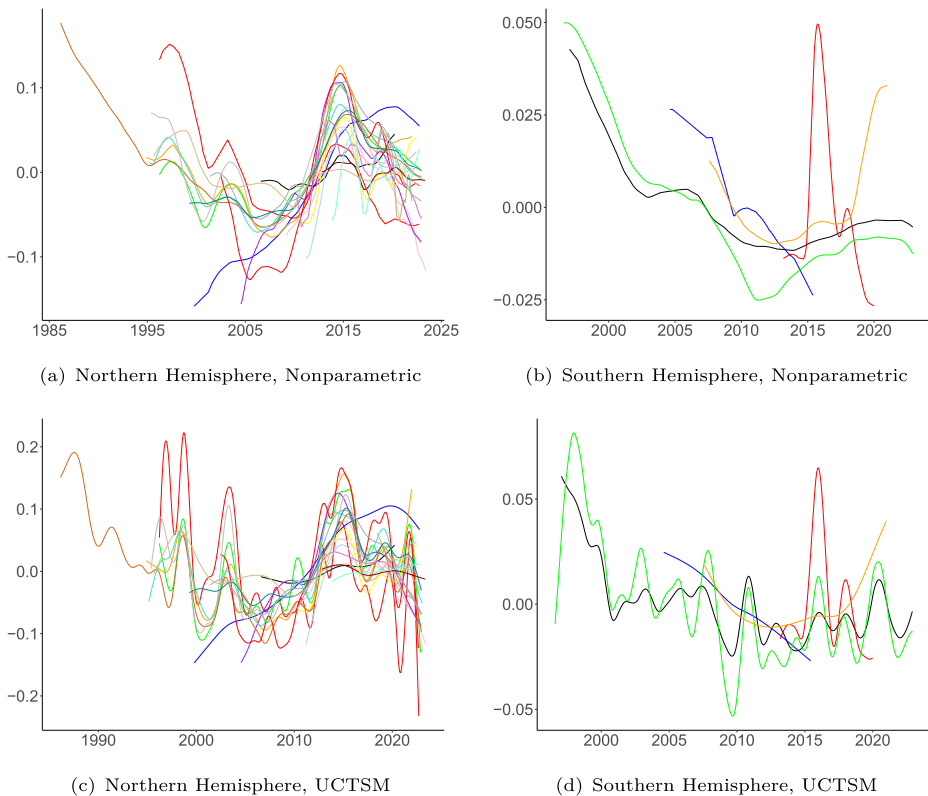 0.1
0.0
−0.1
1985 1995 2005 2015 2025
(a) Northern Hemisphere, Nonparametric
0.050
0.025
0.000
−0.025
2000 2005 2010 2015 2020
(b) Southern Hemisphere, Nonparametric
0.2
0.1
0.0
−0.1
−0.2
1990 2000 2010 2020
(c) Northern Hemisphere, UCTSM
0.05
0.00
−0.05
2000 2005 2010 2015 2020
(d) Southern Hemisphere, UCTSM